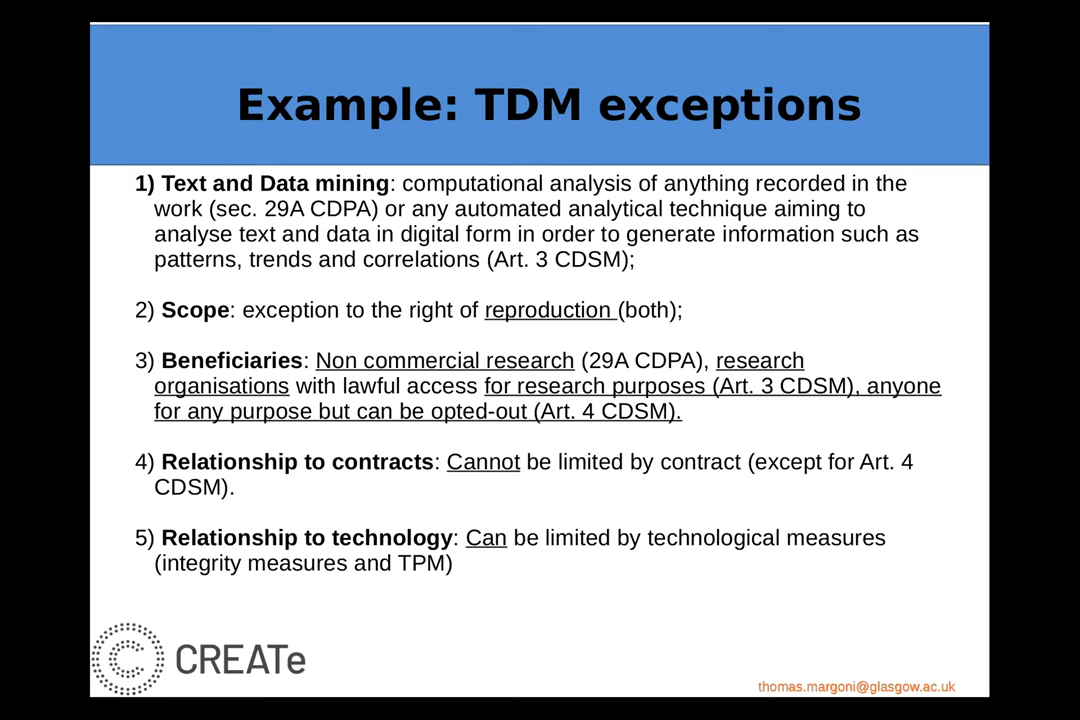 Example: TDM exceptions
1) Text and Data mining: computational analysis of anything recorded in the
work (sec. 29A CDPA) or any automated analytical technique aiming to
analyse text and data in digital form in order to generate information such as
patterns, trends and correlations (Art. 3 CDSM);
2) Scope: exception to the right of reproduction (both);
3) Beneficiaries: Non commercial research (29A CDPA), research
organisations with lawful access for research purposes (Art. 3 CDSM), anyone
for any purpose but can be opted-out (Art. 4 CDSM).
4) Relationship to contracts: Cannot be limited by contract (except for Art. 4
CDSM).
5) Relationship to technology: Can be limited by technological measures
(integrity measures and TPM)
CREATe
thomas.margoni@glasgow.ac.uk